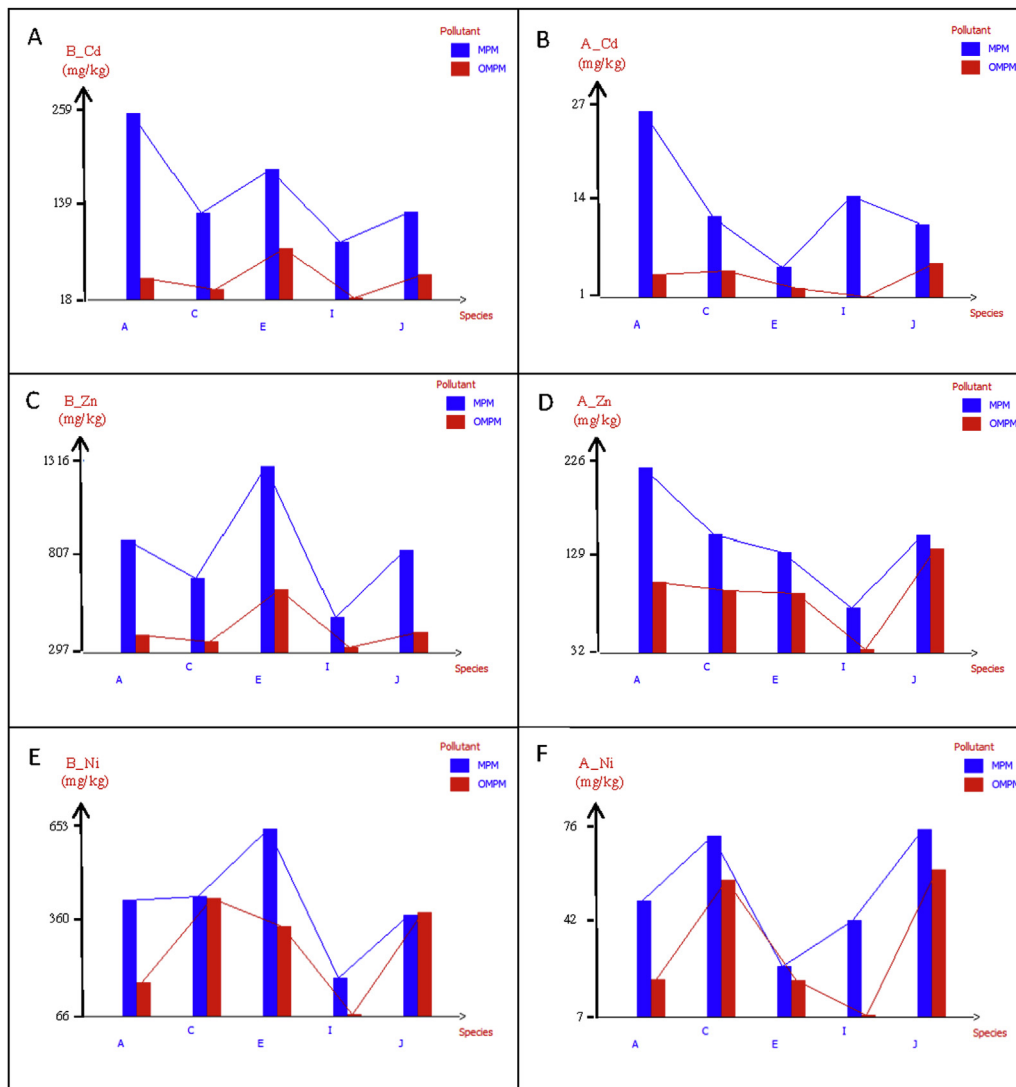 A
B_Cd
(mg/kg)
Pollutant
MPM
OMPM
259
139
18
A
C
E
I
J
Species
B
A_Cd
(mg/kg)
Pollutant
MPM
OMPM
27
14
1
A
C
E
I
J
Species
C
B_Zn
(mg/kg)
Pollutant
MPM
OMPM
1316
807
297
A
C
E
I
J
Species
D
A_Zn
(mg/kg)
Pollutant
MPM
OMPM
226
129
32
A
C
E
I
J
Species
E
B_Ni
(mg/kg)
Pollutant
MPM
OMPM
653
360
66
A
C
E
I
J
Species
F
A_Ni
(mg/kg)
Pollutant
MPM
OMPM
76
42
7
A
C
E
I
J
Species